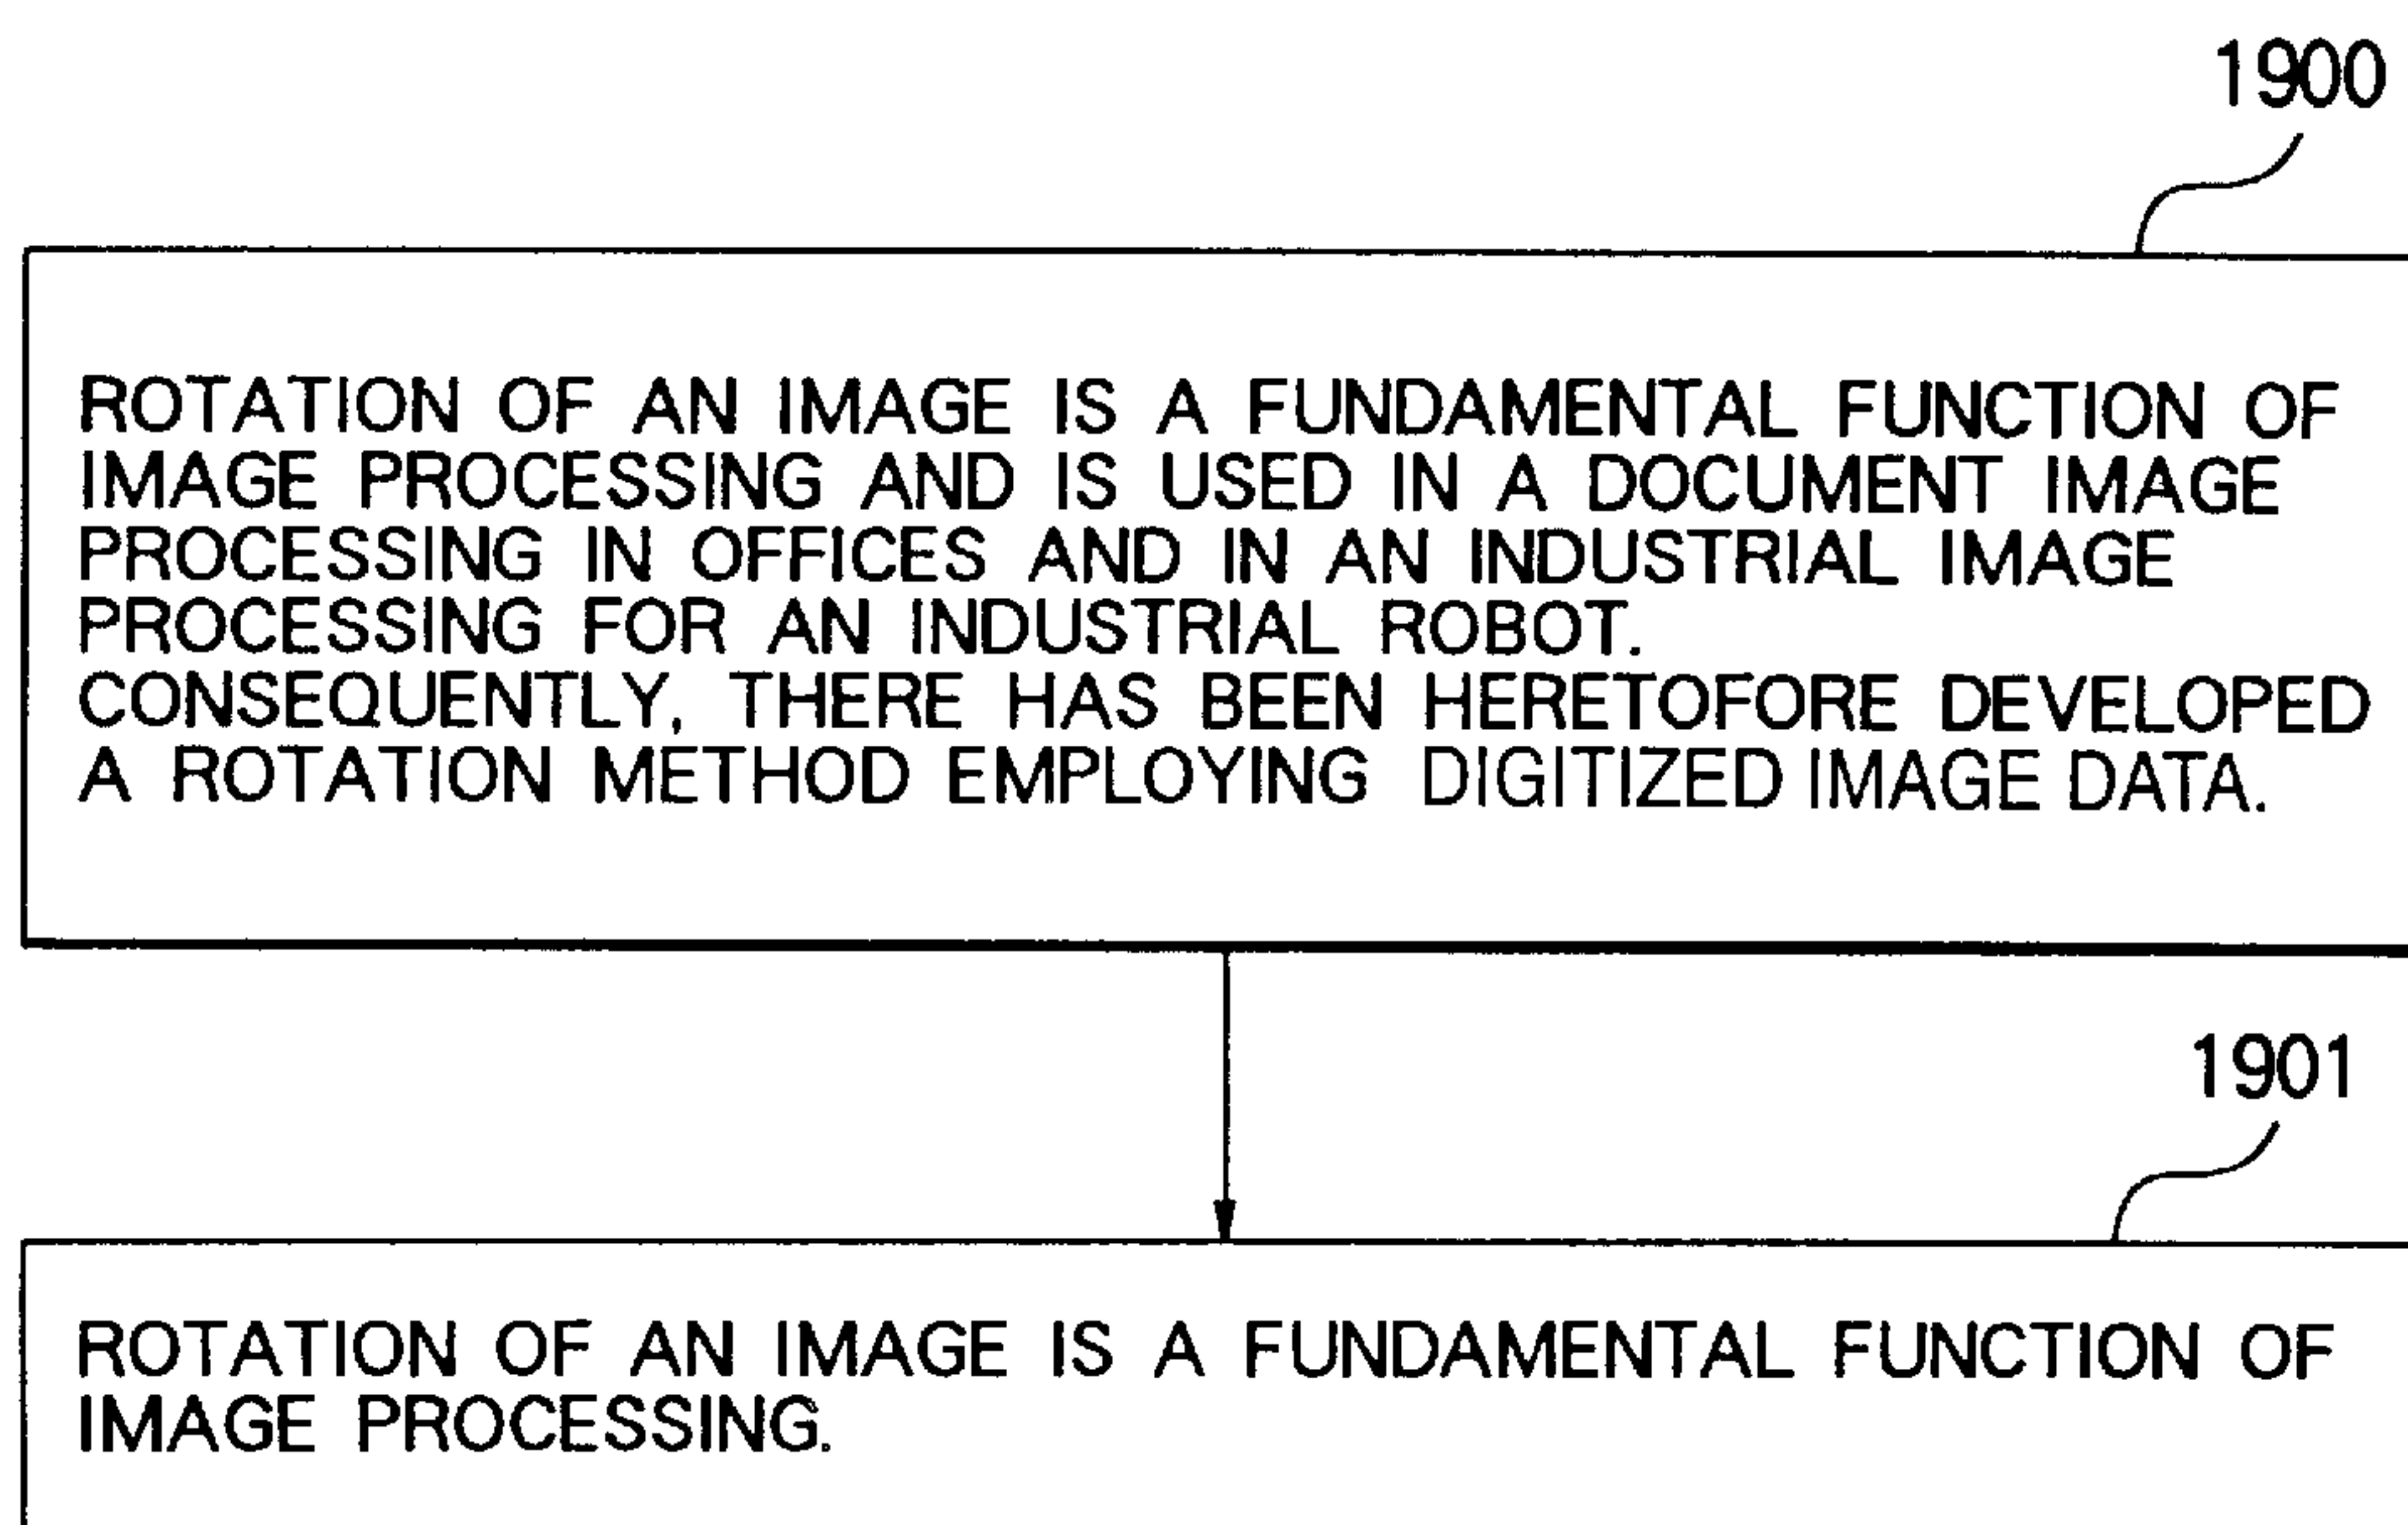 1900
ROTATION OF AN IMAGE IS A FUNDAMENTAL FUNCTION OF
IMAGE PROCESSING AND IS USED IN A DOCUMENT IMAGE
PROCESSING IN OFFICES AND IN AN INDUSTRIAL IMAGE
PROCESSING FOR AN INDUSTRIAL ROBOT.
CONSEQUENTLY, THERE HAS BEEN HERETOFORE DEVELOPED
A ROTATION METHOD EMPLOYING DIGITIZED IMAGE DATA.
1901
ROTATION OF AN IMAGE IS A FUNDAMENTAL FUNCTION OF
IMAGE PROCESSING.